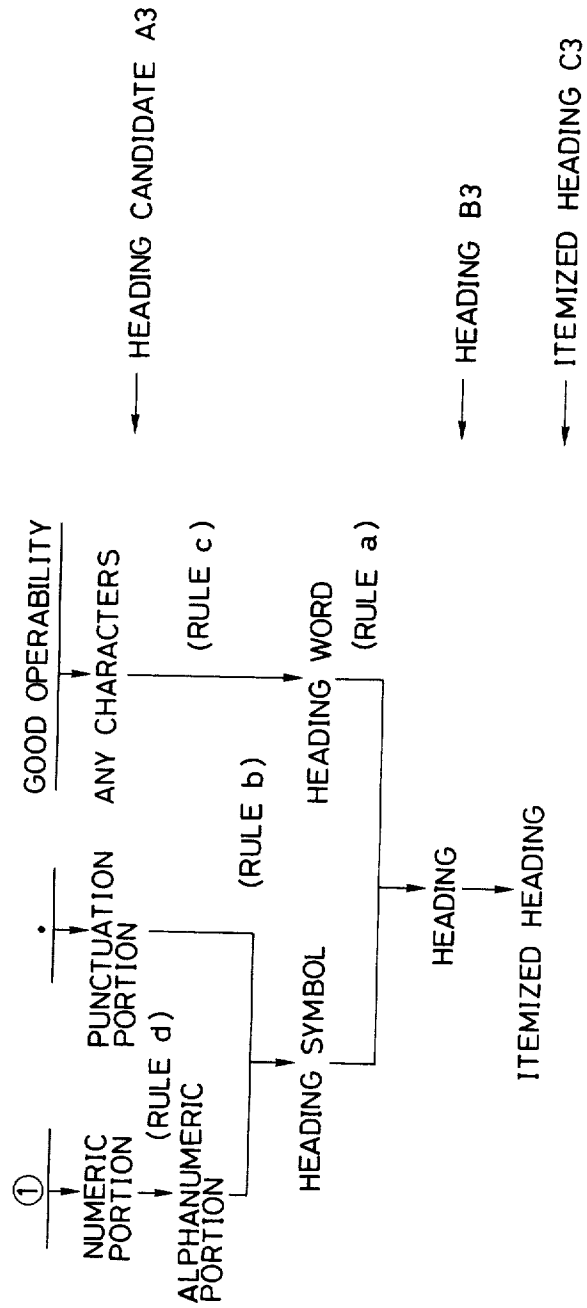 ① • GOOD OPERABILITY
NUMERIC
PORTION
PUNCTUATION
PORTION
ANY CHARACTERS
← HEADING CANDIDATE A3
(RULE d)
(RULE c)
ALPHANUMERIC
PORTION
(RULE b)
HEADING SYMBOL
HEADING WORD
(RULE a)
HEADING
← HEADING B3
ITEMIZED HEADING
← ITEMIZED HEADING C3